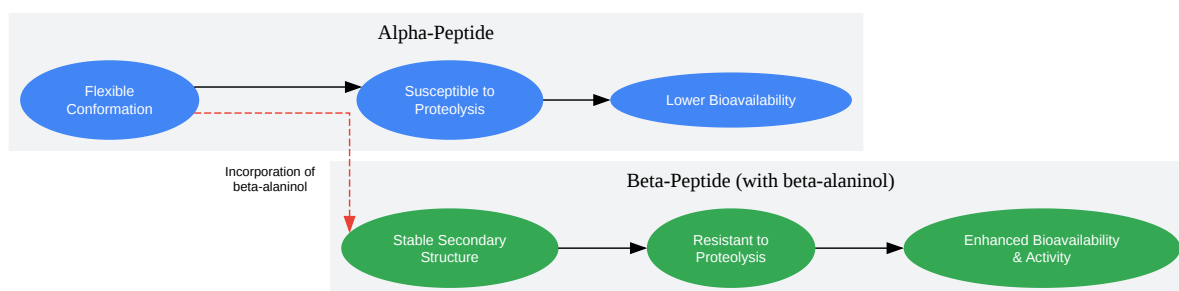 Alpha-Peptide
Flexible
Conformation
Susceptible to
Proteolysis
Lower Bioavailability
Incorporation of
beta-alaninol
Beta-Peptide (with beta-alaninol)
Stable Secondary
Structure
Resistant to
Proteolysis
Enhanced Bioavailability
& Activity